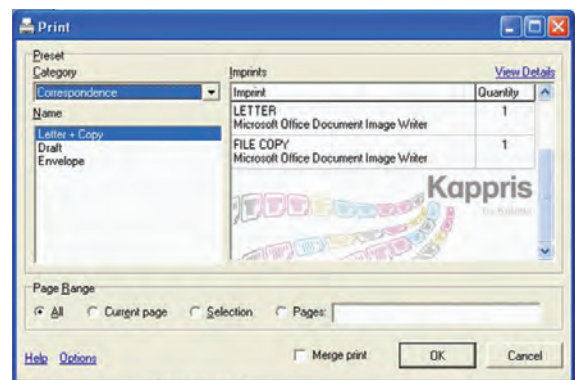 Print
Preset
Category
Imprints
View Details
Correspondence
Imprint
Quantity
Name
Letter + Copy
Draft
Envelope
LETTER
1
Microsoft Office Document Image Writer
FILE COPY
1
Microsoft Office Document Image Writer
Kappris
Page Range
All
Current page
Selection
Pages:
Help
Options
Merge print
OK
Cancel